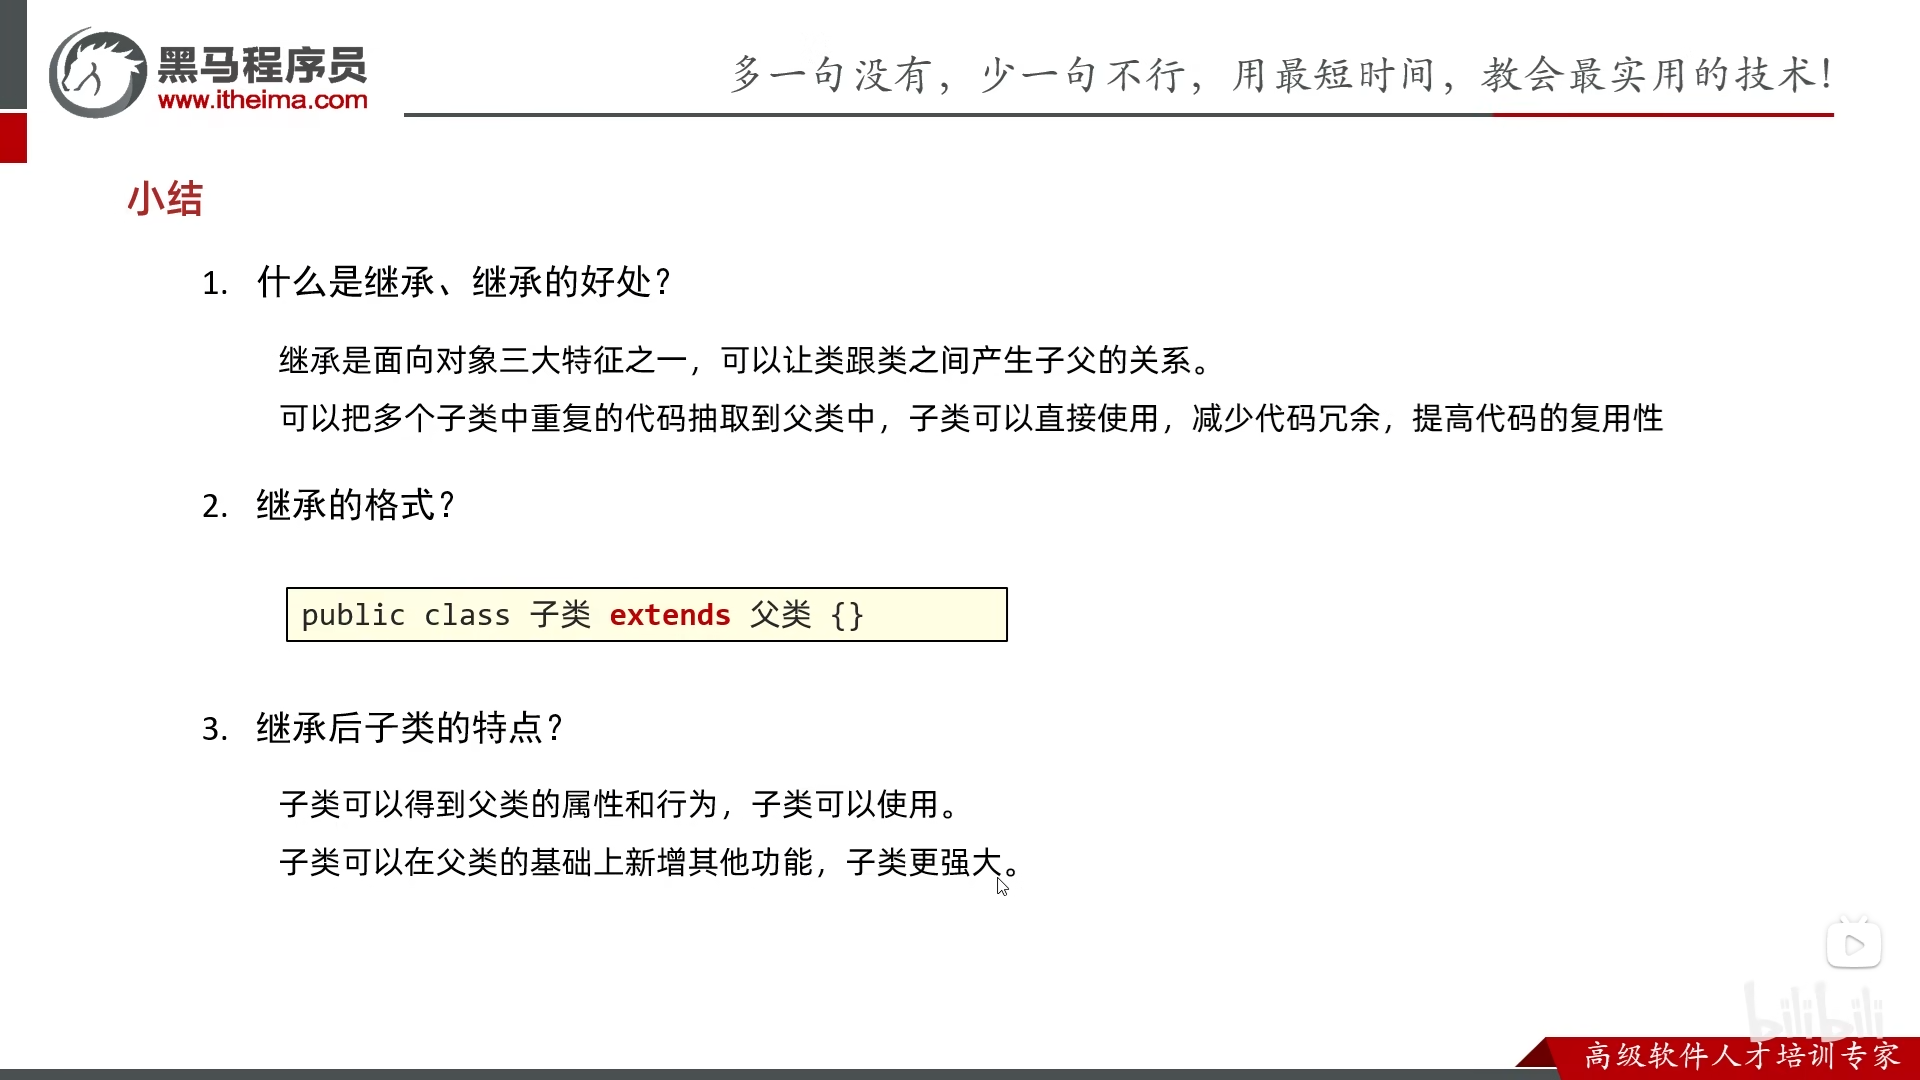 黑马程序员
www.itheima.com
多一句没有，少一句不行，用最短时间，教会最实用的技术！
小结
1. 什么是继承、继承的好处？
继承是面向对象三大特征之一，可以让类跟类之间产生子父的关系。
可以把多个子类中重复的代码抽取到父类中，子类可以直接使用，减少代码冗余，提高代码的复用性
2. 继承的格式？
public class 子类 extends 父类 {}
3. 继承后子类的特点？
子类可以得到父类的属性和行为，子类可以使用。
子类可以在父类的基础上新增其他功能，子类更强大。
bilibili
高级软件人才培训专家